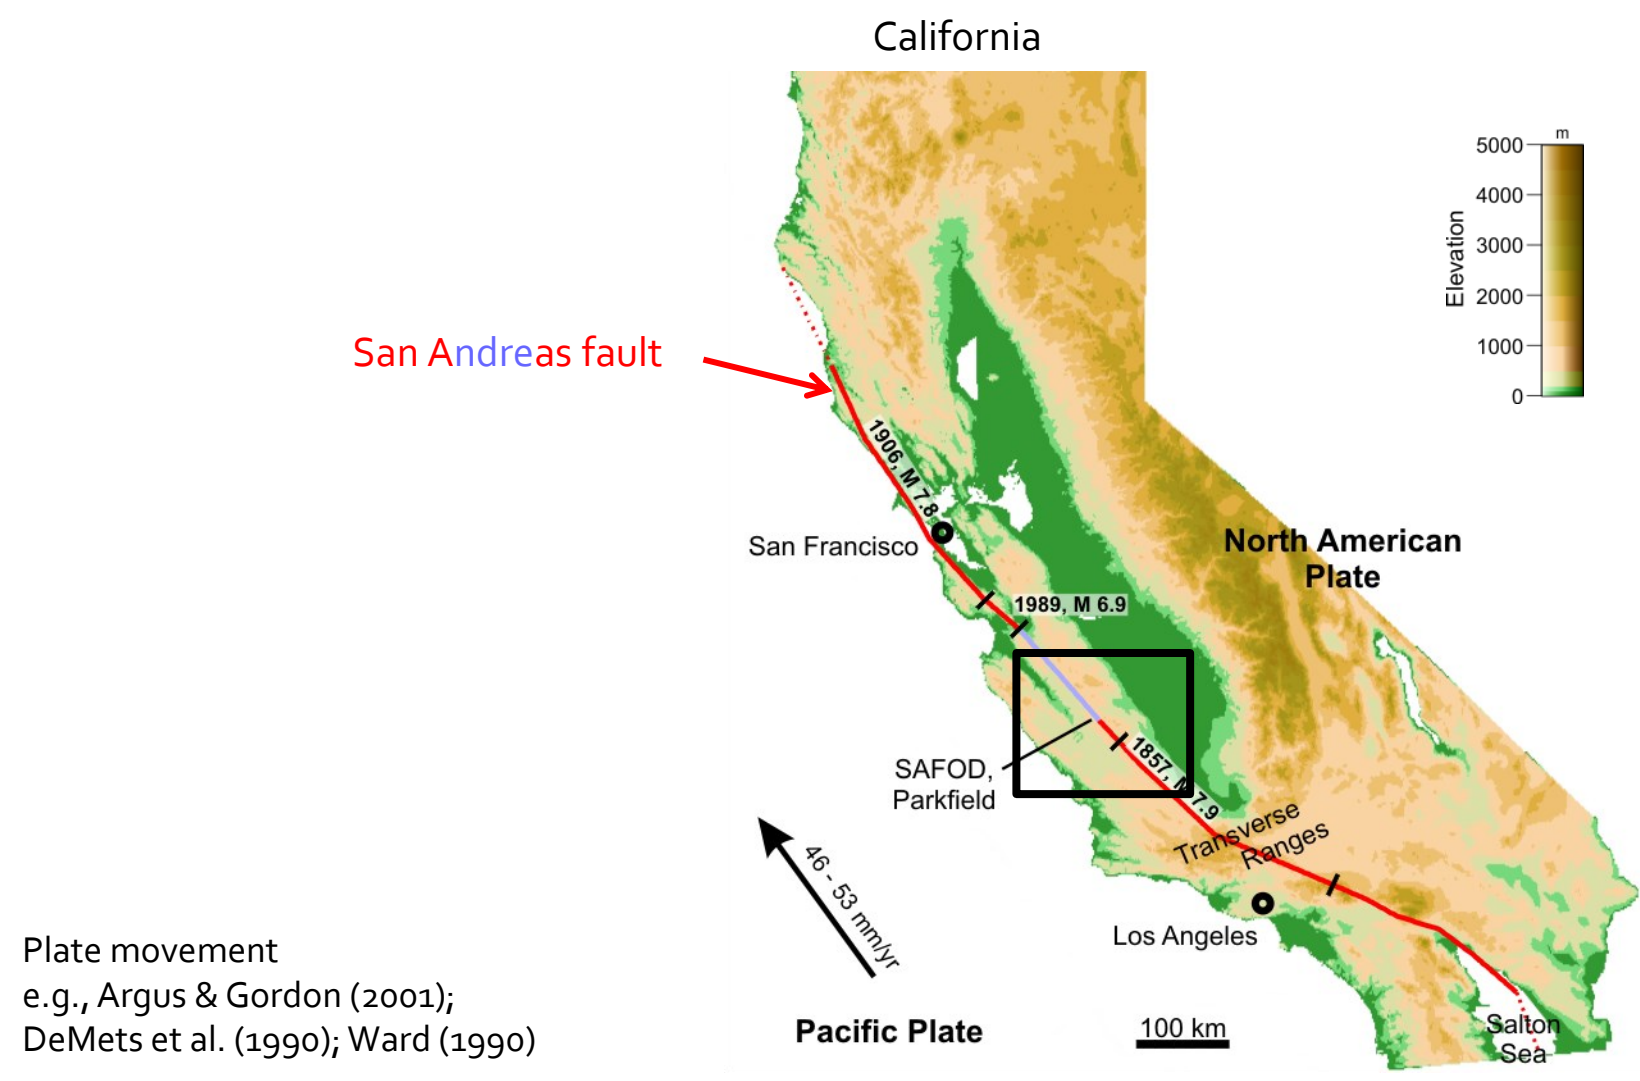 California
m
5000
4000
3000
2000
1000
0
Elevation
San Andreas fault
1906, M 7.8
San Francisco
North American
Plate
1989, M 6.9
SAFOD,
Parkfield
1857, M 7.9
Transverse
Ranges
46 - 53 mm/yr
Los Angeles
Plate movement
e.g., Argus & Gordon (2001);
DeMets et al. (1990); Ward (1990)
Pacific Plate
100 km
Salton
Sea